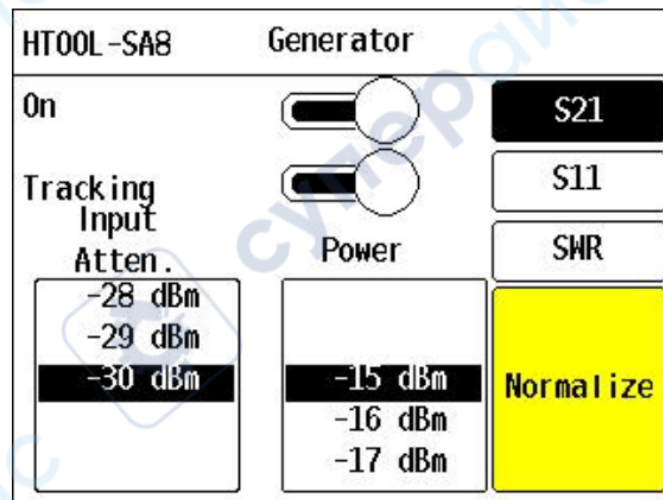 HTOOL-SA8 Generator
On
S21
Tracking
S11
Input
Atten.
Power
SWR
-28 dBm
-29 dBm
-30 dBm
-15 dBm
-16 dBm
-17 dBm
Normalize
суперайс